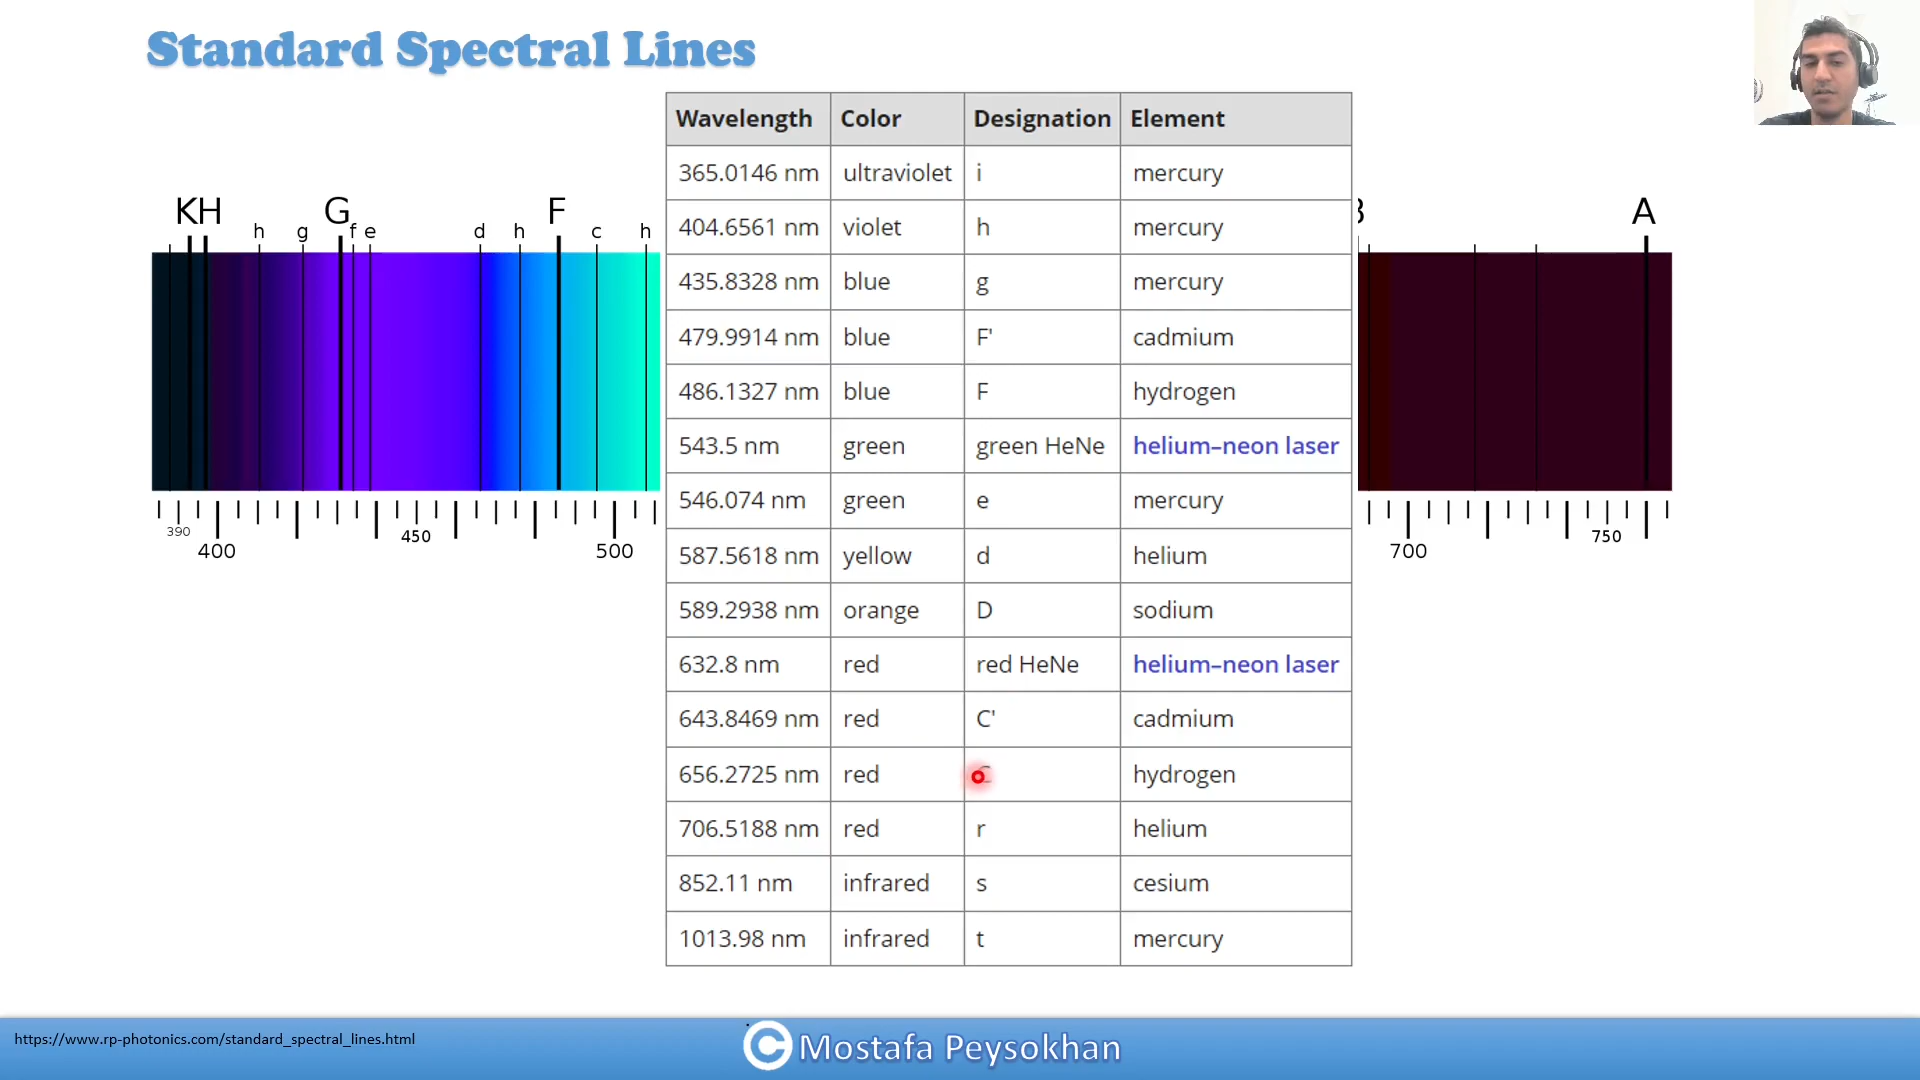 Standard Spectral Lines
Wavelength Color Designation Element
365.0146 nm ultraviolet i mercury
404.6561 nm violet h mercury
435.8328 nm blue g mercury
479.9914 nm blue F' cadmium
486.1327 nm blue F hydrogen
543.5 nm green green HeNe helium–neon laser
546.074 nm green e mercury
587.5618 nm yellow d helium
589.2938 nm orange D sodium
632.8 nm red red HeNe helium–neon laser
643.8469 nm red C' cadmium
656.2725 nm red C hydrogen
706.5188 nm red r helium
852.11 nm infrared s cesium
1013.98 nm infrared t mercury
KH G F B A
h g f e d h c h
390 450 750
400 500 700
https://www.rp-photonics.com/standard_spectral_lines.html
© Mostafa Peysokhan